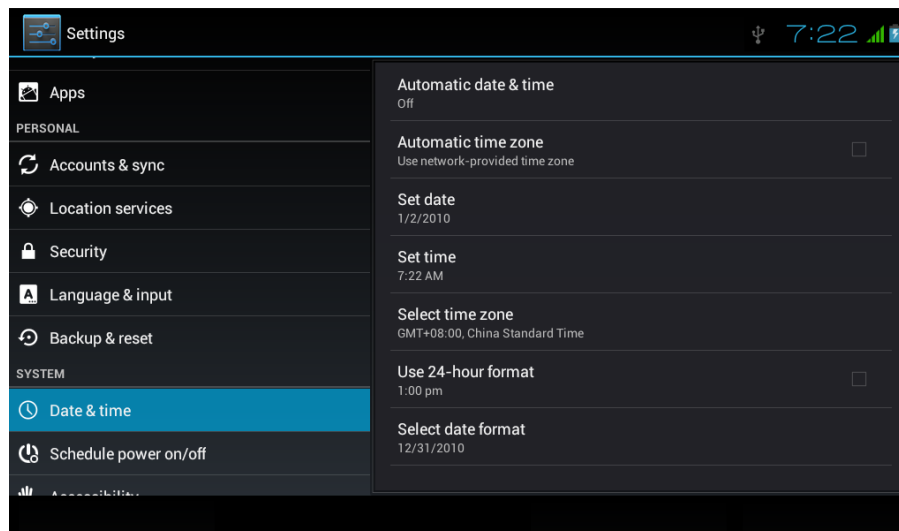 Settings
7:22
Apps
PERSONAL
Accounts & sync
Location services
Security
Language & input
Backup & reset
SYSTEM
Date & time
Schedule power on/off
Automatic date & time
Off
Automatic time zone
Use network-provided time zone
Set date
1/2/2010
Set time
7:22 AM
Select time zone
GMT+08:00, China Standard Time
Use 24-hour format
1:00 pm
Select date format
12/31/2010